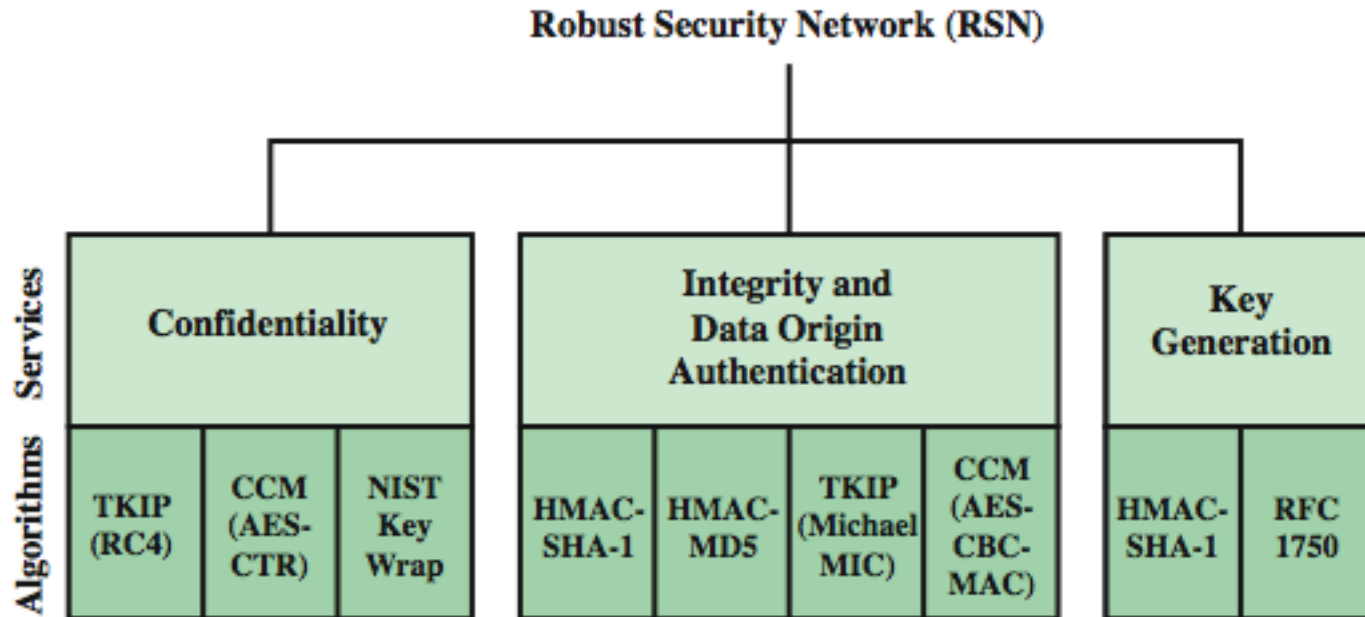 Robust Security Network (RSN)
Services
Confidentiality
Integrity and
Data Origin
Authentication
Key
Generation
Algorithms
TKIP
(RC4)
CCM
(AES-
CTR)
NIST
Key
Wrap
HMAC-
SHA-1
HMAC-
MD5
TKIP
(Michael
MIC)
CCM
(AES-
CBC-
MAC)
HMAC-
SHA-1
RFC
1750